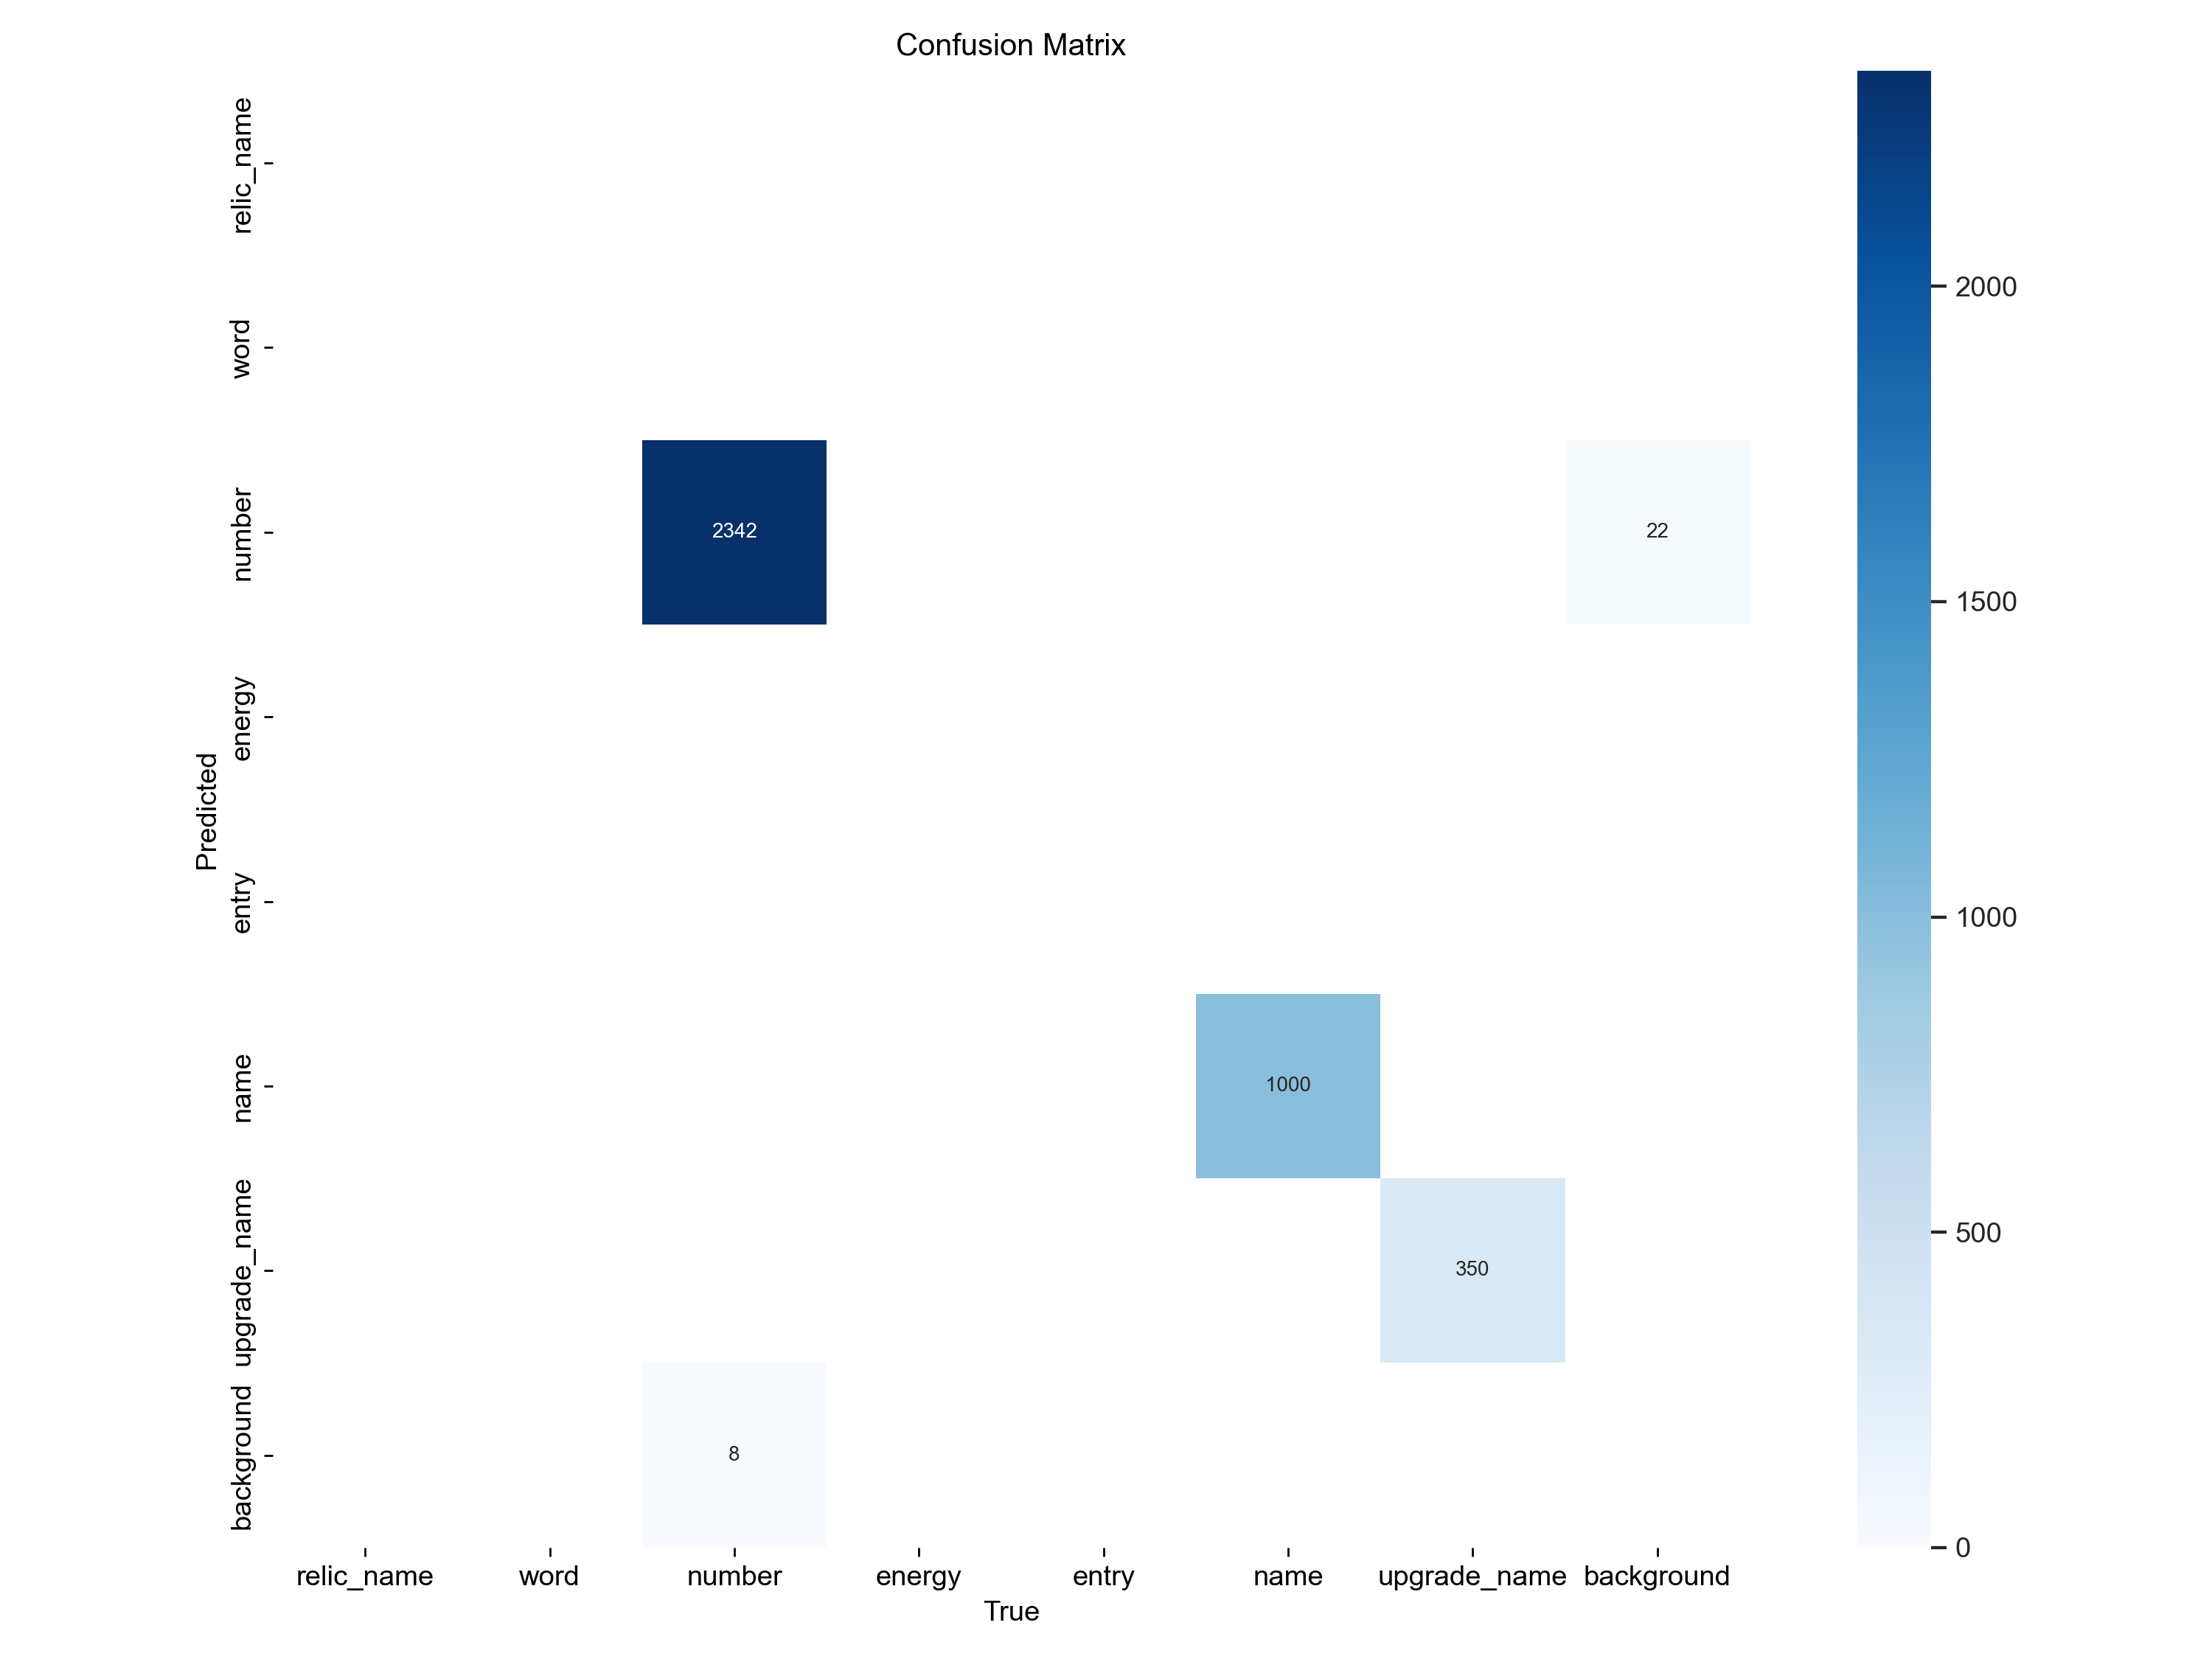 Confusion Matrix
relic_name
word
number
energy
entry
name
upgrade_name
background
Predicted
2342
22
1000
350
8
relic_name word number energy entry name upgrade_name background
True
2000
1500
1000
500
0